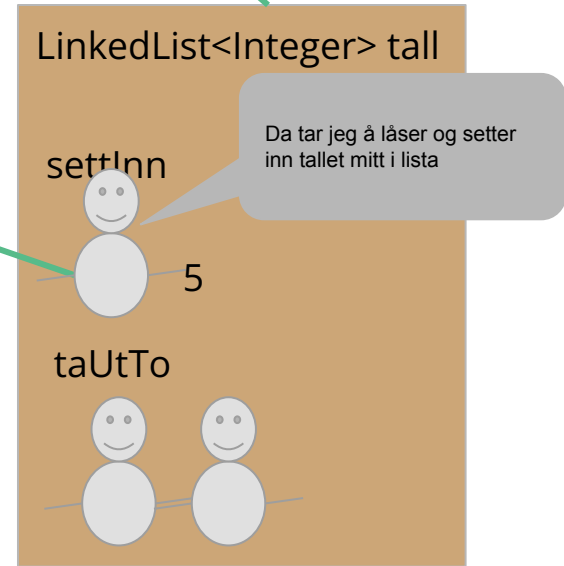 LinkedList<Integer> tall
Da tar jeg å låser og setter
inn tallet mitt i lista
settInn
5
taUtTo